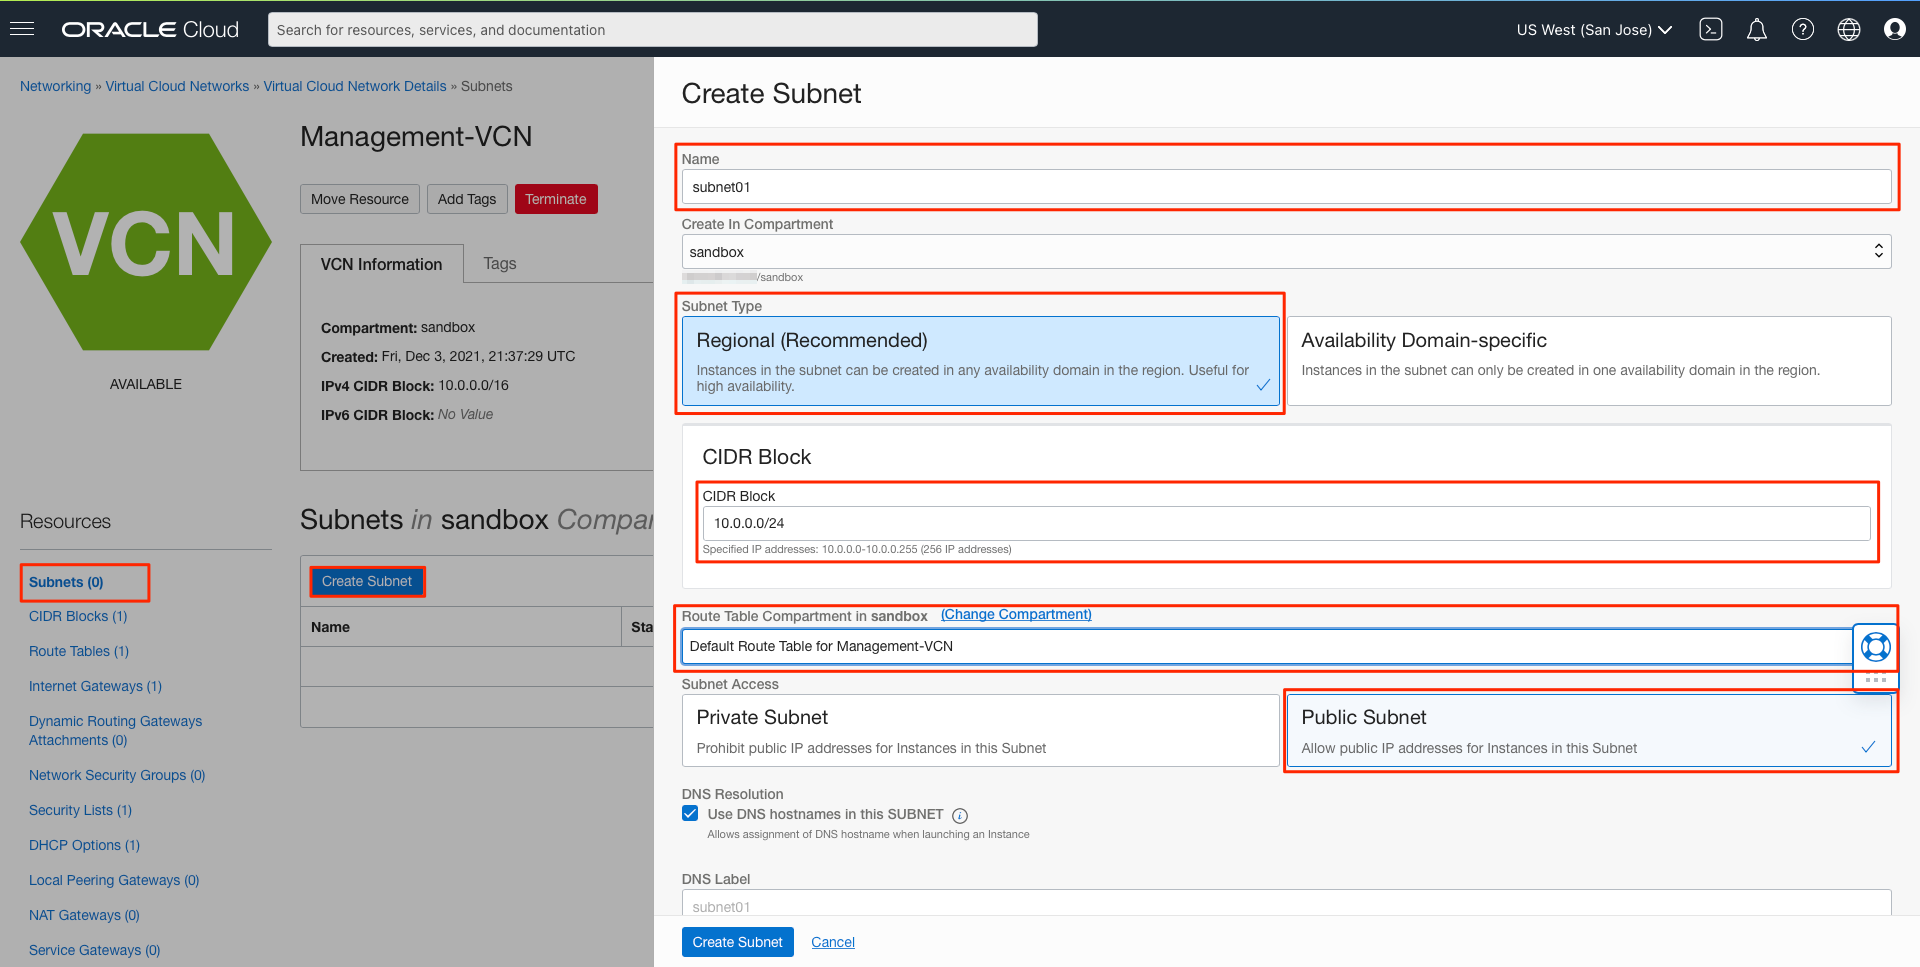 ORACLE Cloud
Search for resources, services, and documentation
US West (San Jose)
Networking » Virtual Cloud Networks » Virtual Cloud Network Details » Subnets
VCN
AVAILABLE
Management-VCN
Move Resource
Add Tags
Terminate
VCN Information
Tags
Compartment: sandbox
Created: Fri, Dec 3, 2021, 21:37:29 UTC
IPv4 CIDR Block: 10.0.0.0/16
IPv6 CIDR Block: No Value
Resources
Subnets (0)
CIDR Blocks (1)
Route Tables (1)
Internet Gateways (1)
Dynamic Routing Gateways
Attachments (0)
Network Security Groups (0)
Security Lists (1)
DHCP Options (1)
Local Peering Gateways (0)
NAT Gateways (0)
Service Gateways (0)
Subnets in sandbox Compar
Create Subnet
Name
Sta
Create Subnet
Name
subnet01
Create In Compartment
sandbox
/sandbox
Subnet Type
Regional (Recommended)
Instances in the subnet can be created in any availability domain in the region. Useful for
high availability.
Availability Domain-specific
Instances in the subnet can only be created in one availability domain in the region.
CIDR Block
CIDR Block
10.0.0.0/24
Specified IP addresses: 10.0.0.0-10.0.0.255 (256 IP addresses)
Route Table Compartment in sandbox (Change Compartment)
Default Route Table for Management-VCN
Subnet Access
Private Subnet
Prohibit public IP addresses for Instances in this Subnet
Public Subnet
Allow public IP addresses for Instances in this Subnet
DNS Resolution
Use DNS hostnames in this SUBNET
Allows assignment of DNS hostname when launching an Instance
DNS Label
subnet01
Create Subnet
Cancel